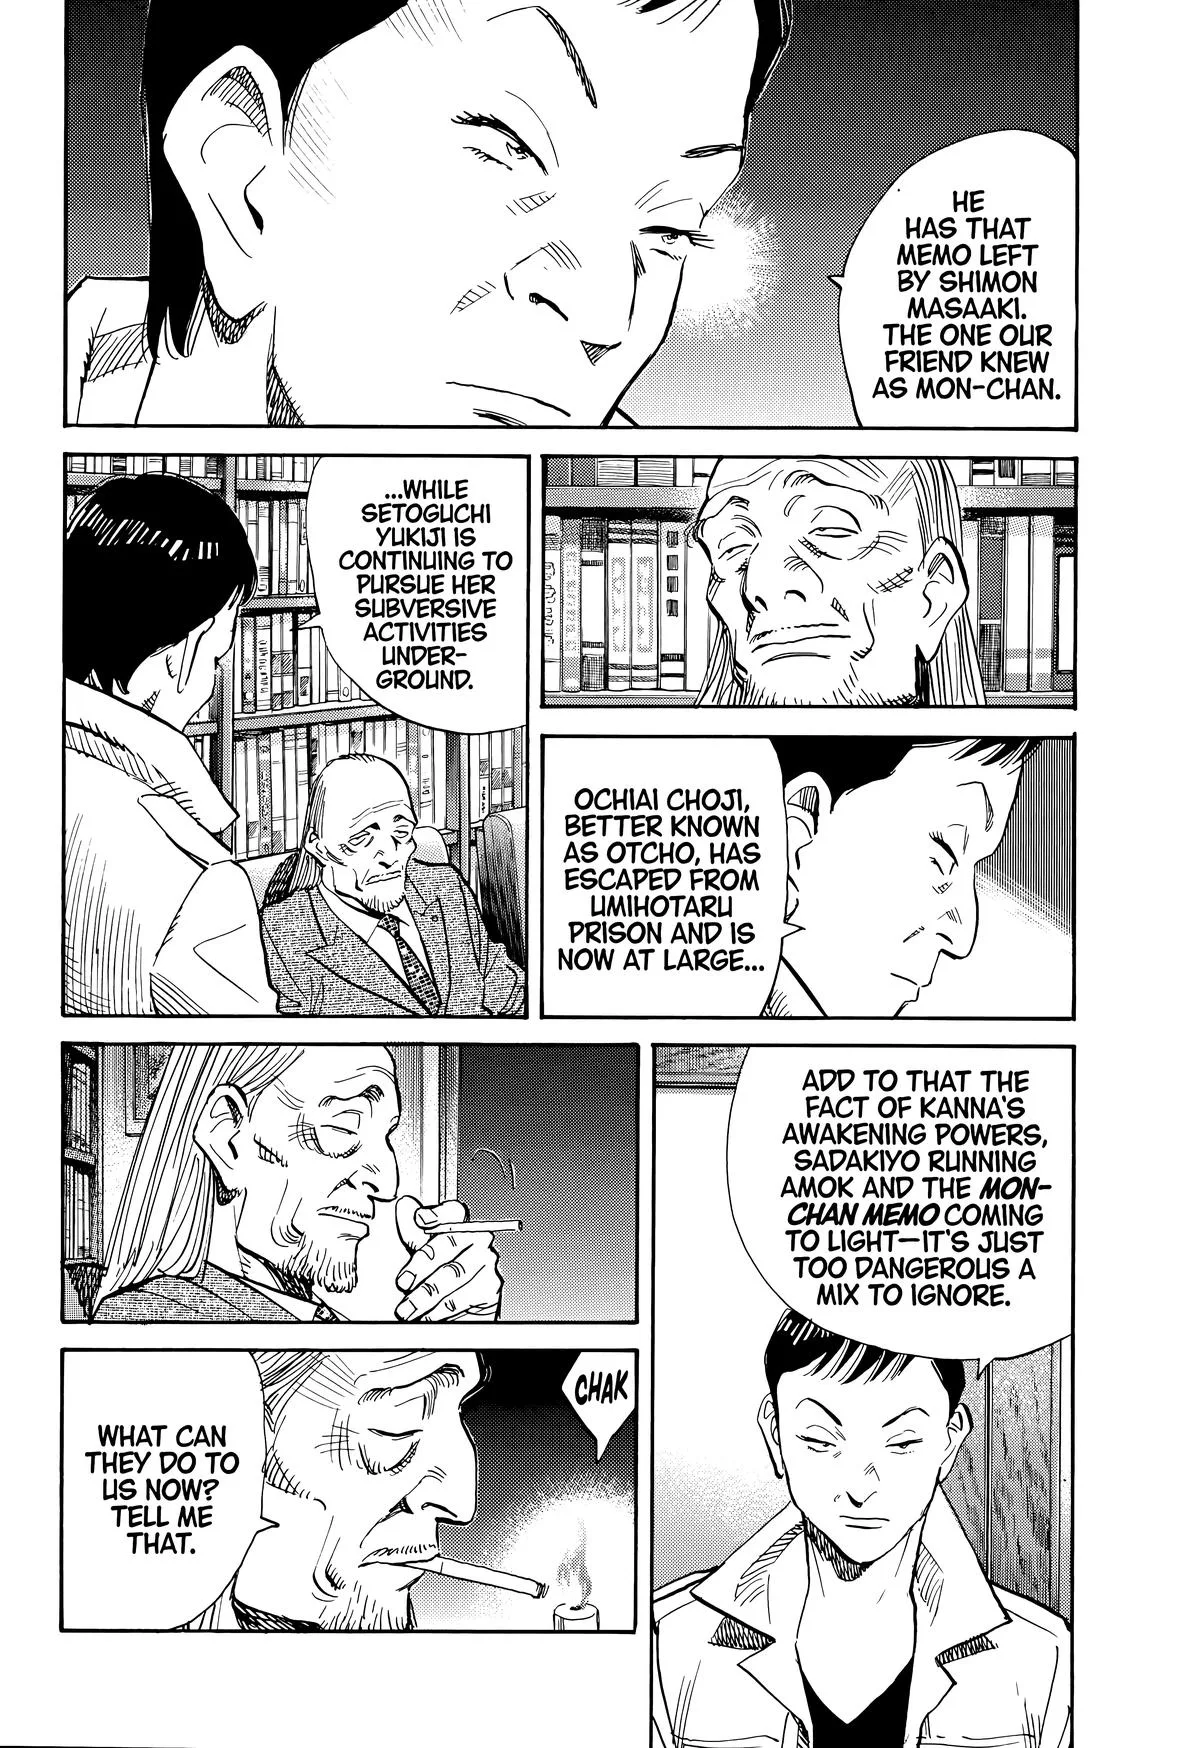 HE
HAS THAT
MEMO LEFT
BY SHIMON
MASAAKI.
THE ONE OUR
FRIEND KNEW
AS MON-CHAN.
OCHIAI CHOJI,
BETTER KNOWN
AS OTCHO, HAS
ESCAPED FROM
UMIHOTARU
PRISON AND IS
NOW AT LARGE...
...WHILE
SETOGUCHI
YUKIJI IS
CONTINUING TO
PURSUE HER
SUBVERSIVE
ACTIVITIES
UNDER-
GROUND.
ADD TO THAT THE
FACT OF KANNA'S
AWAKENING POWERS,
SADAKIYO RUNNING
AMOK AND THE MON-
CHAN MEMO COMING
TO LIGHT—IT'S JUST
TOO DANGEROUS A
MIX TO IGNORE.
CHAK
WHAT CAN
THEY DO TO
US NOW?
TELL ME
THAT.